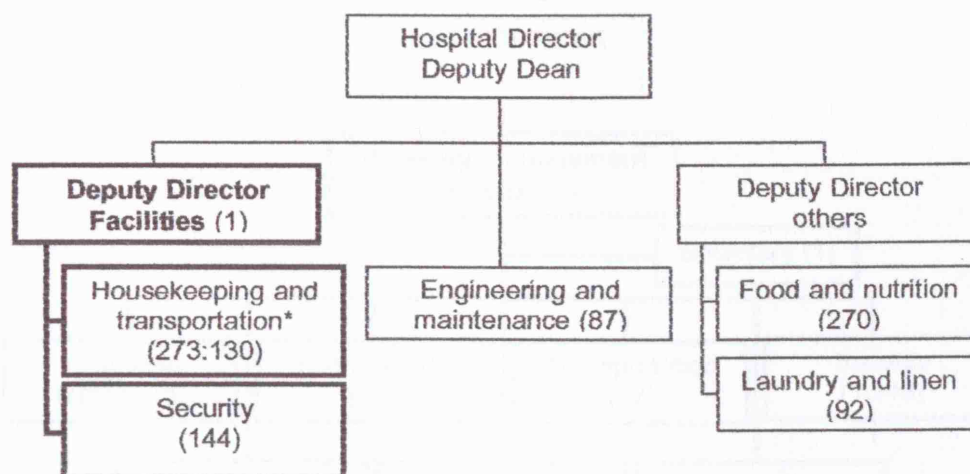 Hospital Director
Deputy Dean
Deputy Director
Facilities (1)
Deputy Director
others
Housekeeping and
transportation*
(273:130)
Engineering and
maintenance (87)
Food and nutrition
(270)
Security
(144)
Laundry and linen
(92)